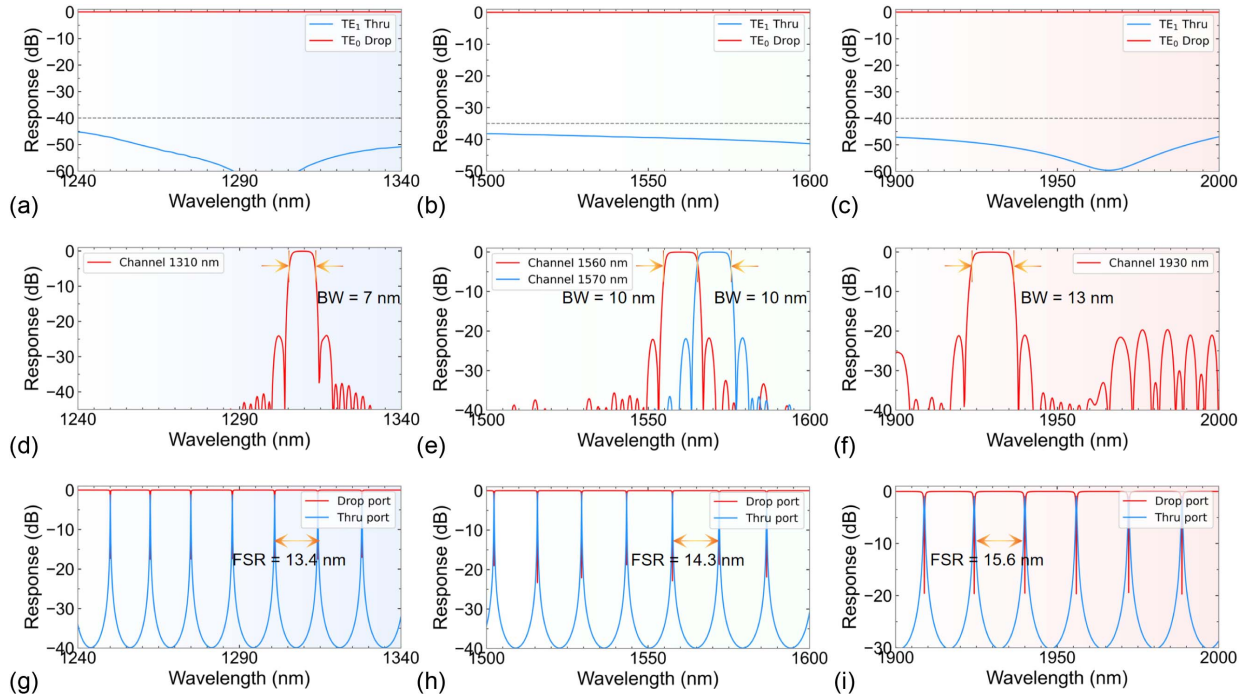 0
−10
−20
−30
−40
−50
−60
Response (dB)
TE1 Thru
TE0 Drop
1240
1290
1340
Wavelength (nm)
(a)
0
−10
−20
−30
−40
−50
Response (dB)
TE1 Thru
TE0 Drop
1500
1550
1600
Wavelength (nm)
(b)
0
−10
−20
−30
−40
−50
−60
Response (dB)
TE1 Thru
TE0 Drop
1900
1950
2000
Wavelength (nm)
(c)
0
−10
−20
−30
−40
Response (dB)
Channel 1310 nm
BW = 7 nm
1240
1290
1340
Wavelength (nm)
(d)
0
−10
−20
−30
−40
Response (dB)
Channel 1560 nm
Channel 1570 nm
BW = 10 nm
BW = 10 nm
1500
1550
1600
Wavelength (nm)
(e)
0
−10
−20
−30
−40
Response (dB)
Channel 1930 nm
BW = 13 nm
1900
1950
2000
Wavelength (nm)
(f)
0
−10
−20
−30
−40
Response (dB)
Drop port
Thru port
FSR = 13.4 nm
1240
1290
1340
Wavelength (nm)
(g)
0
−10
−20
−30
−40
Response (dB)
Drop port
Thru port
FSR = 14.3 nm
1500
1550
1600
Wavelength (nm)
(h)
0
−10
−20
−30
Response (dB)
Drop port
Thru port
FSR = 15.6 nm
1900
1950
2000
Wavelength (nm)
(i)